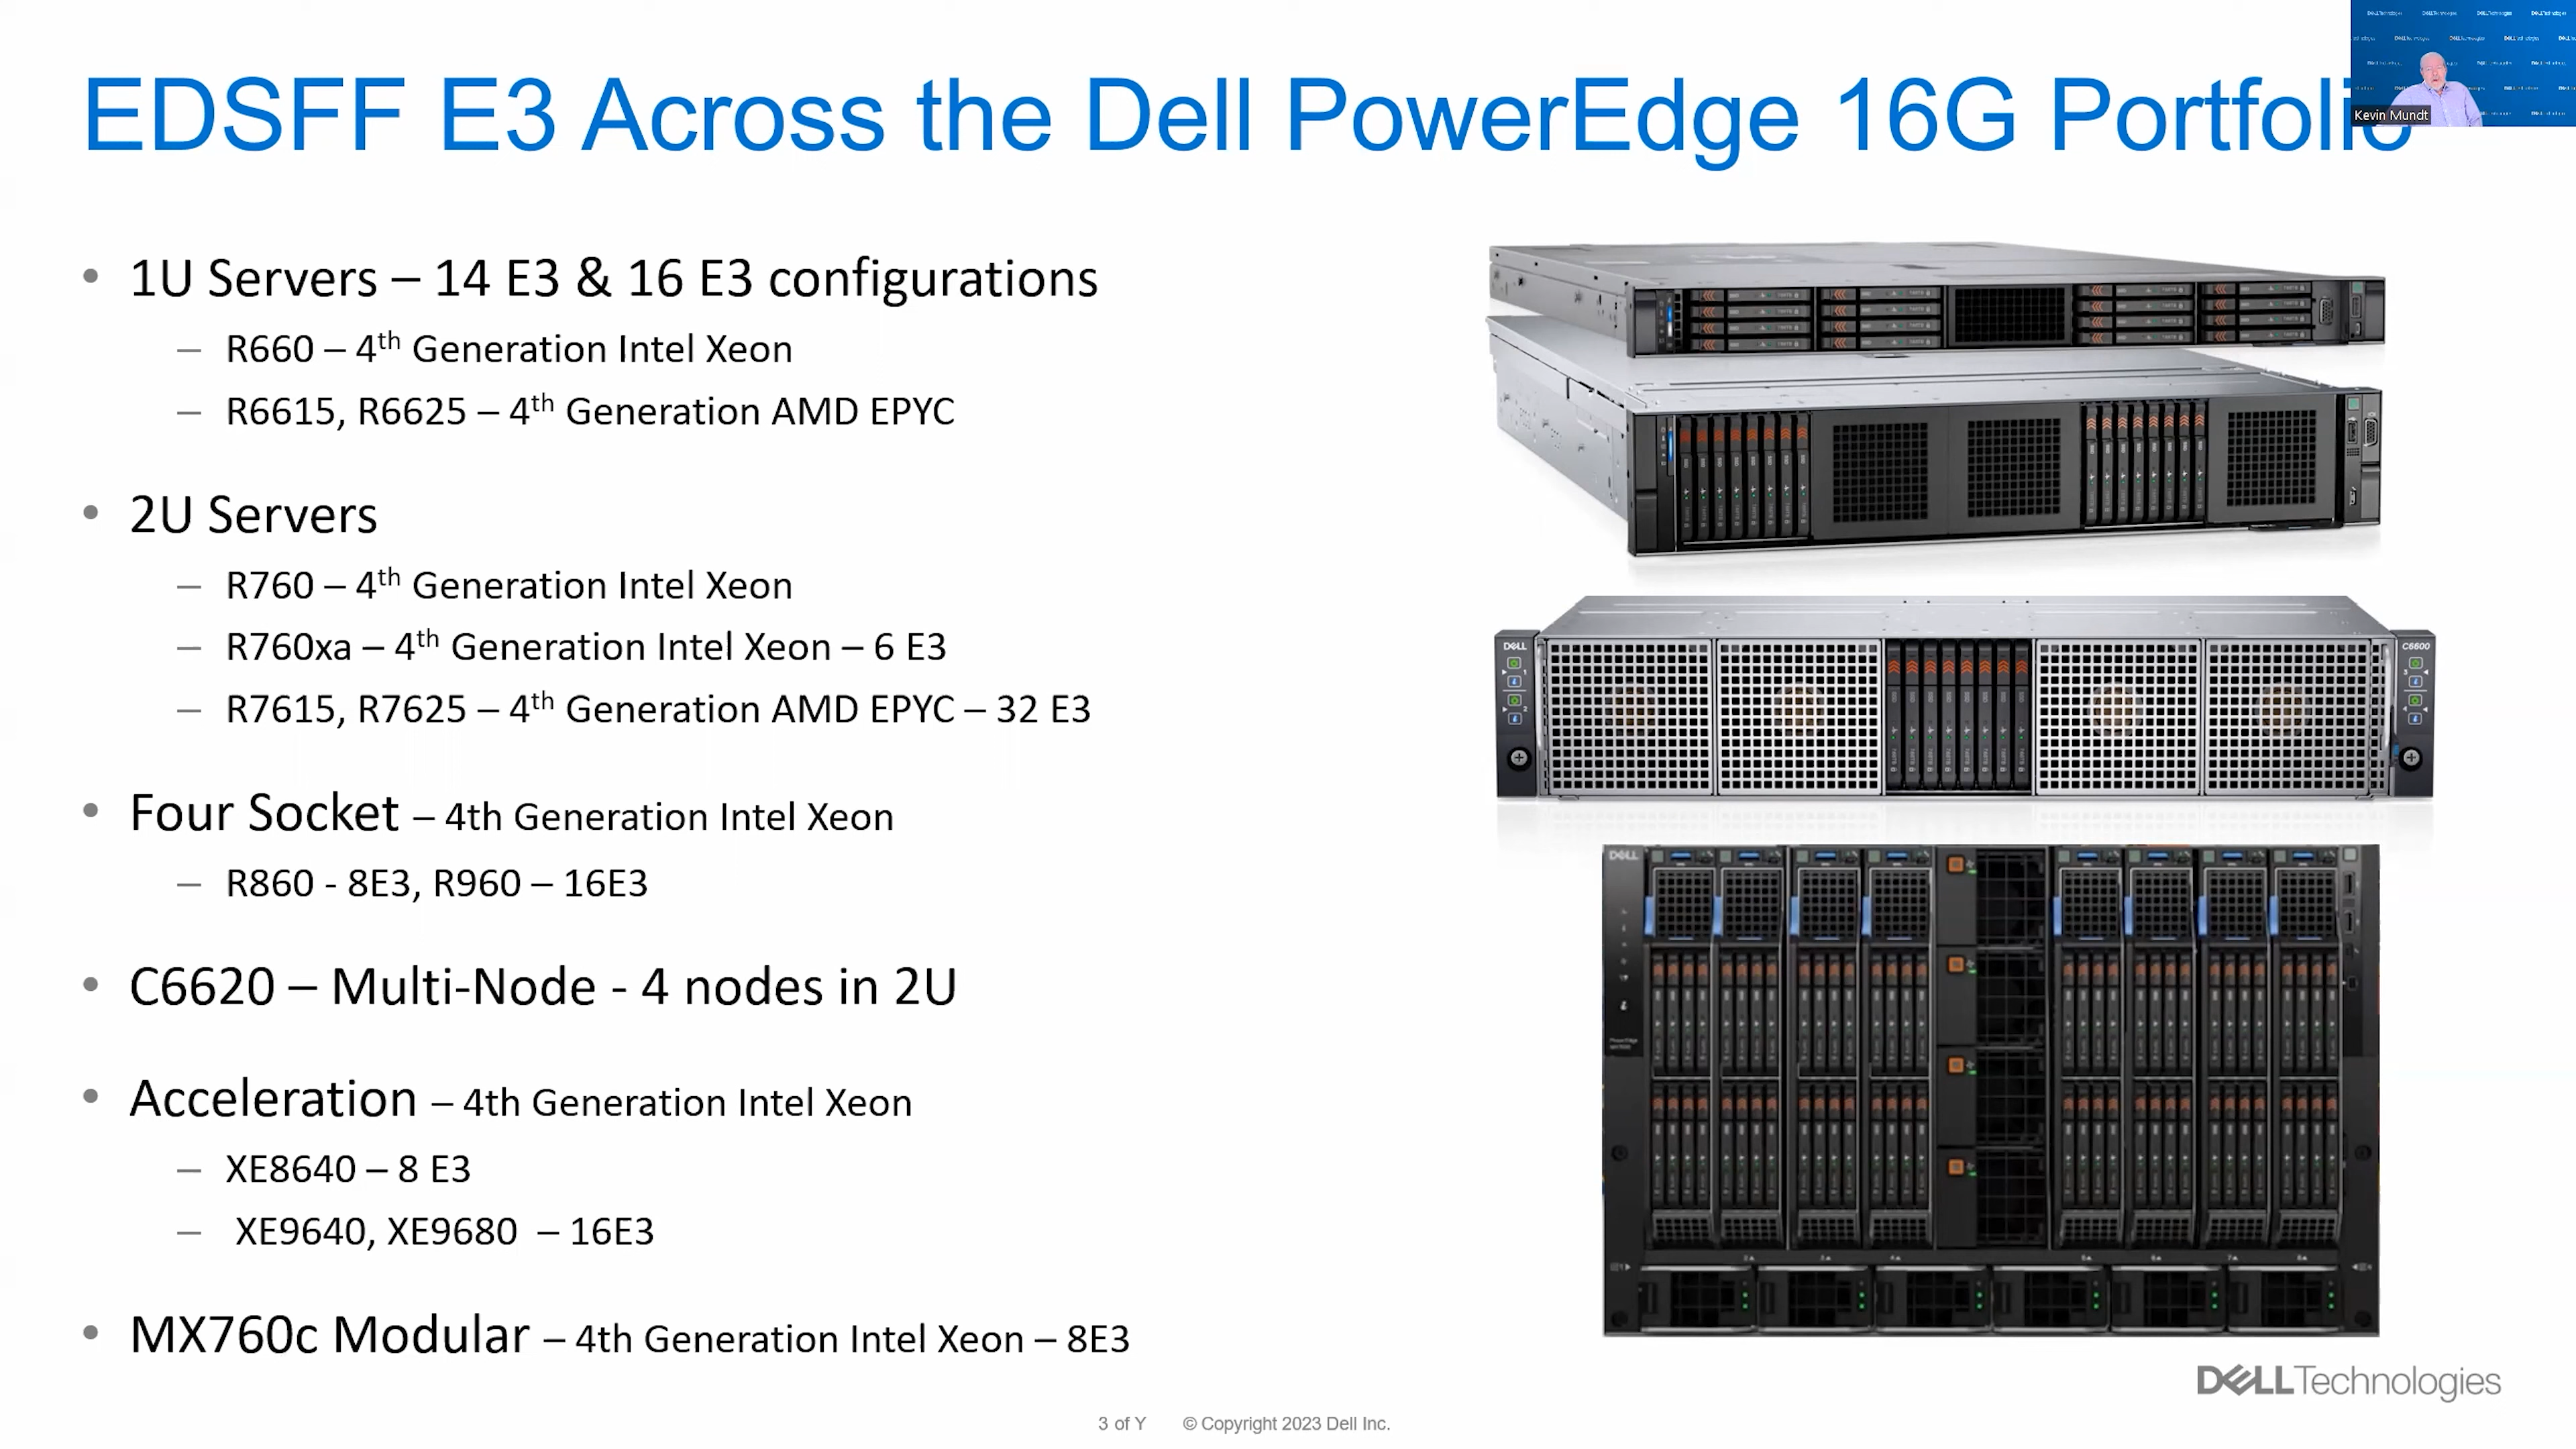 EDSFF E3 Across the Dell PowerEdge 16G Portfolio
Kevin Mundt
• 1U Servers – 14 E3 & 16 E3 configurations
– R660 – 4th Generation Intel Xeon
– R6615, R6625 – 4th Generation AMD EPYC
• 2U Servers
– R760 – 4th Generation Intel Xeon
– R760xa – 4th Generation Intel Xeon – 6 E3
– R7615, R7625 – 4th Generation AMD EPYC – 32 E3
• Four Socket – 4th Generation Intel Xeon
– R860 - 8E3, R960 – 16E3
• C6620 – Multi-Node - 4 nodes in 2U
• Acceleration – 4th Generation Intel Xeon
– XE8640 – 8 E3
– XE9640, XE9680 – 16E3
• MX760c Modular – 4th Generation Intel Xeon – 8E3
DELL
C6600
DELL
DELL Technologies
3 of Y © Copyright 2023 Dell Inc.